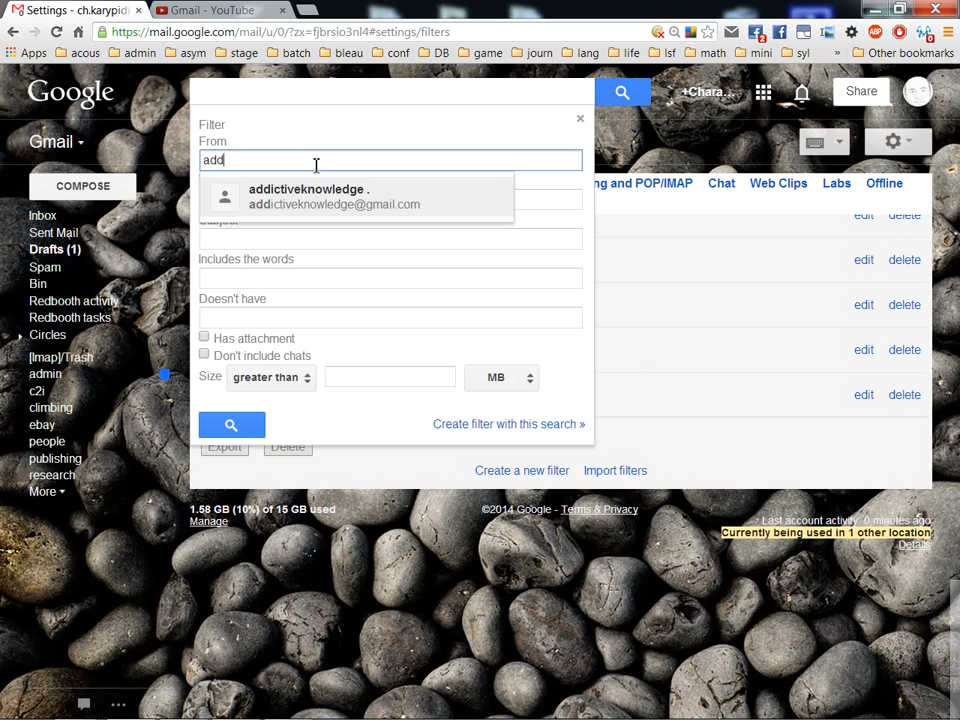 Settings - ch.karypidi
Gmail - YouTube
https://mail.google.com/mail/u/0/?zx=fjbrsio3nl4#settings/filters
Apps acous admin asym stage batch bleau conf DB game journ lang life lsf math mini syl » Other bookmarks
Google
+Chara...
Share
Gmail
Filter
From
add
COMPOSE
addictiveknowledge .
addictiveknowledge@gmail.com
ng and POP/IMAP Chat Web Clips Labs Offline
Inbox
Sent Mail
Drafts (1)
Spam
Bin
Redbooth activity
Redbooth tasks
Circles
[Imap]/Trash
admin
c2i
climbing
ebay
people
publishing
research
More
Subject
Includes the words
Doesn't have
Has attachment
Don't include chats
Size greater than MB
Create filter with this search »
edit delete
edit delete
edit delete
edit delete
edit delete
Export Delete
Create a new filter Import filters
1.58 GB (10%) of 15 GB used
Manage
©2014 Google - Terms & Privacy
Last account activity: 0 minutes ago
Currently being used in 1 other location
Details